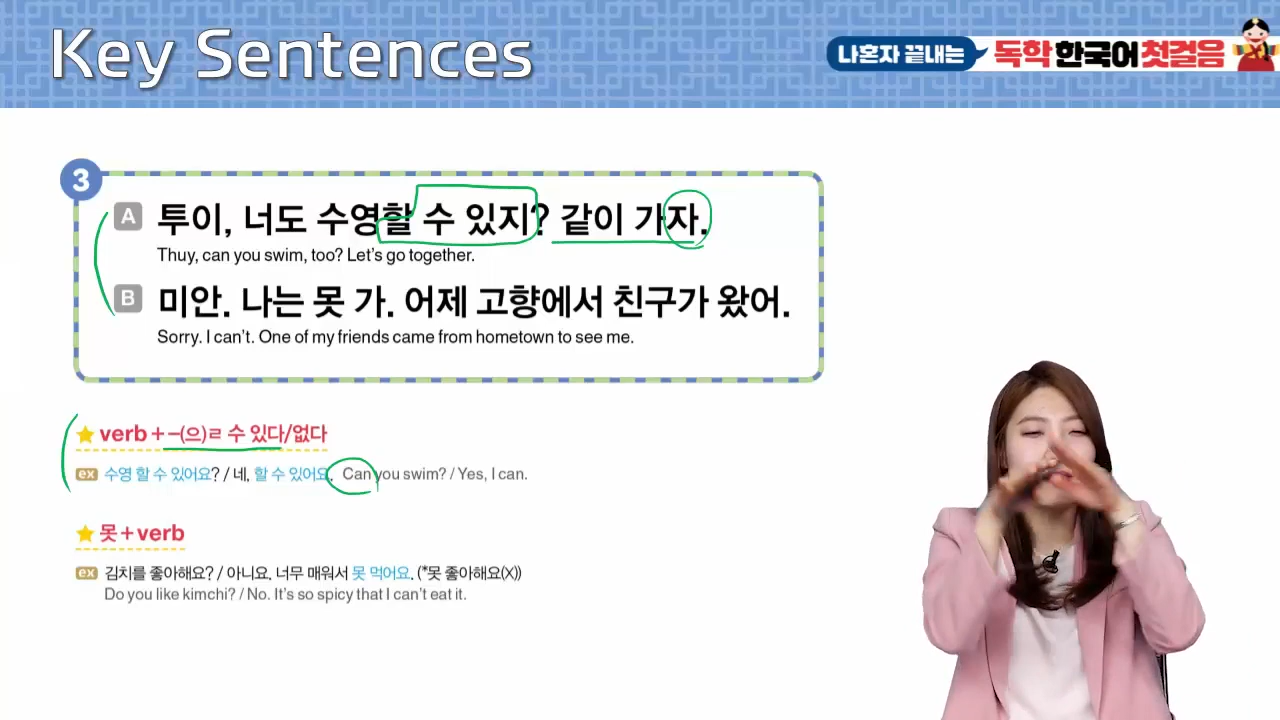 Key Sentences
나혼자 끝내는 독학 한국어 첫걸음
3
A 투이, 너도 수영할 수 있지? 같이 가자.
Thuy, can you swim, too? Let's go together.
B 미안. 나는 못 가. 어제 고향에서 친구가 왔어.
Sorry. I can't. One of my friends came from hometown to see me.
verb + –(으)ㄹ 수 있다/없다
ex 수영 할 수 있어요? / 네, 할 수 있어요. Can you swim? / Yes, I can.
못 + verb
ex 김치를 좋아해요? / 아니요. 너무 매워서 못 먹어요. (*못 좋아해요(X))
Do you like kimchi? / No. It's so spicy that I can't eat it.